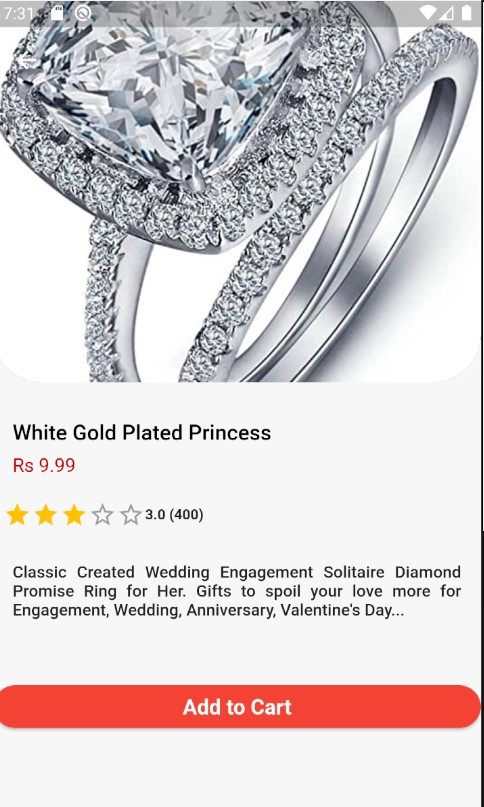 7:31
White Gold Plated Princess
Rs 9.99
3.0 (400)
Classic Created Wedding Engagement Solitaire Diamond
Promise Ring for Her. Gifts to spoil your love more for
Engagement, Wedding, Anniversary, Valentine's Day...
Add to Cart